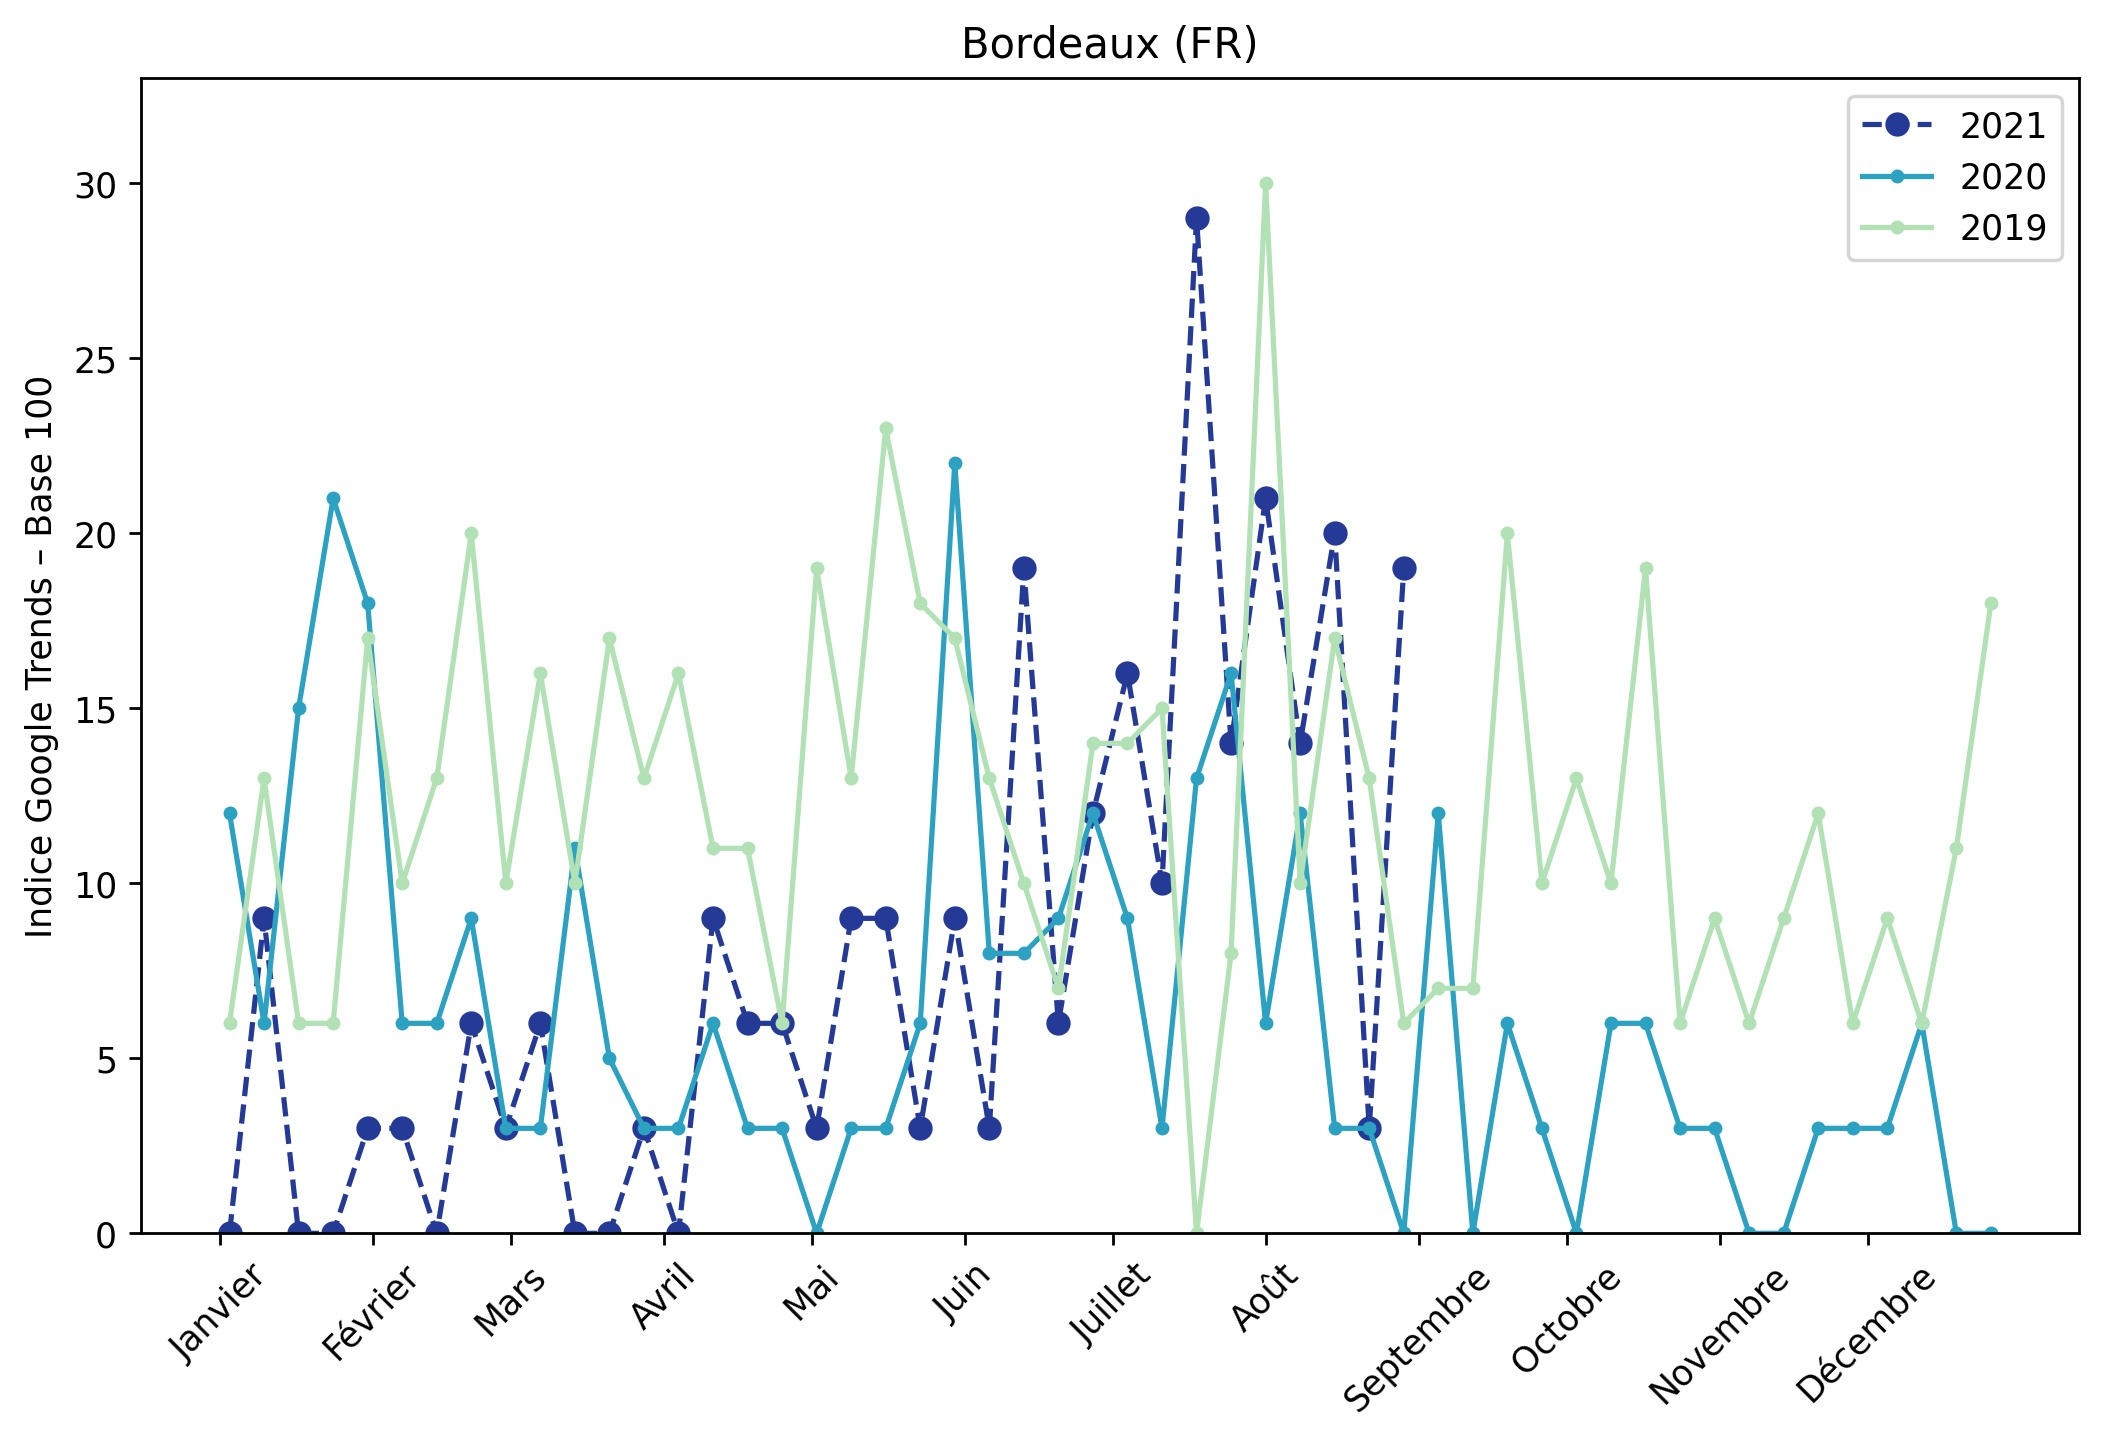 Bordeaux (FR)
Indice Google Trends – Base 100
30
25
20
15
10
5
0
2021
2020
2019
Janvier
Février
Mars
Avril
Mai
Juin
Juillet
Août
Septembre
Octobre
Novembre
Décembre